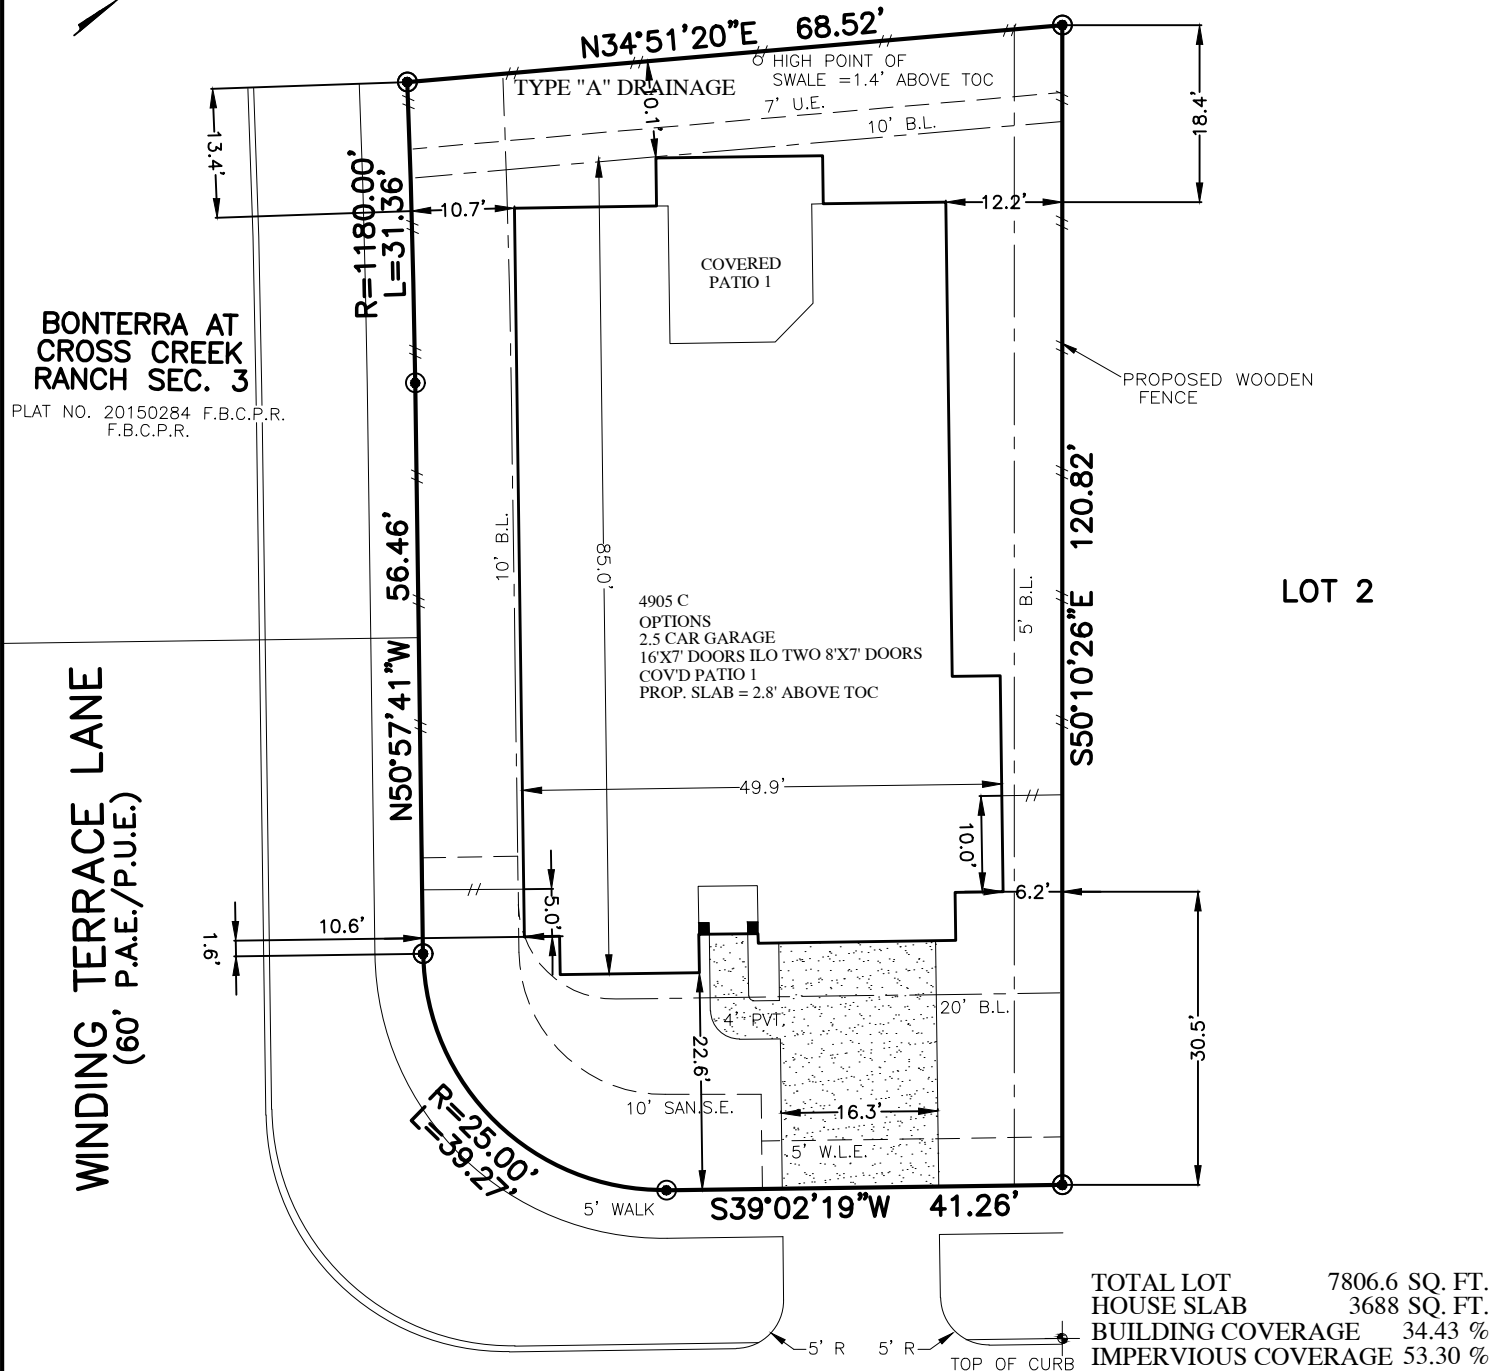 N34°51'20"E 68.52'
HIGH POINT OF
SWALE =1.4' ABOVE TOC
TYPE "A" DRAINAGE
7' U.E.
10' B.L.
10.1'
18.4'
13.4'
R=1180.00'
L=31.36'
10.7'
12.2'
COVERED
PATIO 1
BONTERRA AT
CROSS CREEK
RANCH SEC. 3
PLAT NO. 20150284 F.B.C.P.R.
F.B.C.P.R.
PROPOSED WOODEN
FENCE
N50°57'41"W 56.46'
10' B.L.
85.0'
4905 C
OPTIONS
2.5 CAR GARAGE
16'X7' DOORS ILO TWO 8'X7' DOORS
COV'D PATIO 1
PROP. SLAB = 2.8' ABOVE TOC
5' B.L.
S50°10'26"E 120.82'
LOT 2
WINDING TERRACE LANE
(60' P.A.E./P.U.E.)
49.9'
10.0'
6.2'
5.0'
10.6'
1.6'
20' B.L.
4' PVT.
22.6'
30.5'
R=25.00'
L=39.27'
10' SAN.S.E.
16.3'
5' W.L.E.
5' WALK
S39°02'19"W 41.26'
5' R
5' R
TOP OF CURB
TOTAL LOT 7806.6 SQ. FT.
HOUSE SLAB 3688 SQ. FT.
BUILDING COVERAGE 34.43 %
IMPERVIOUS COVERAGE 53.30 %